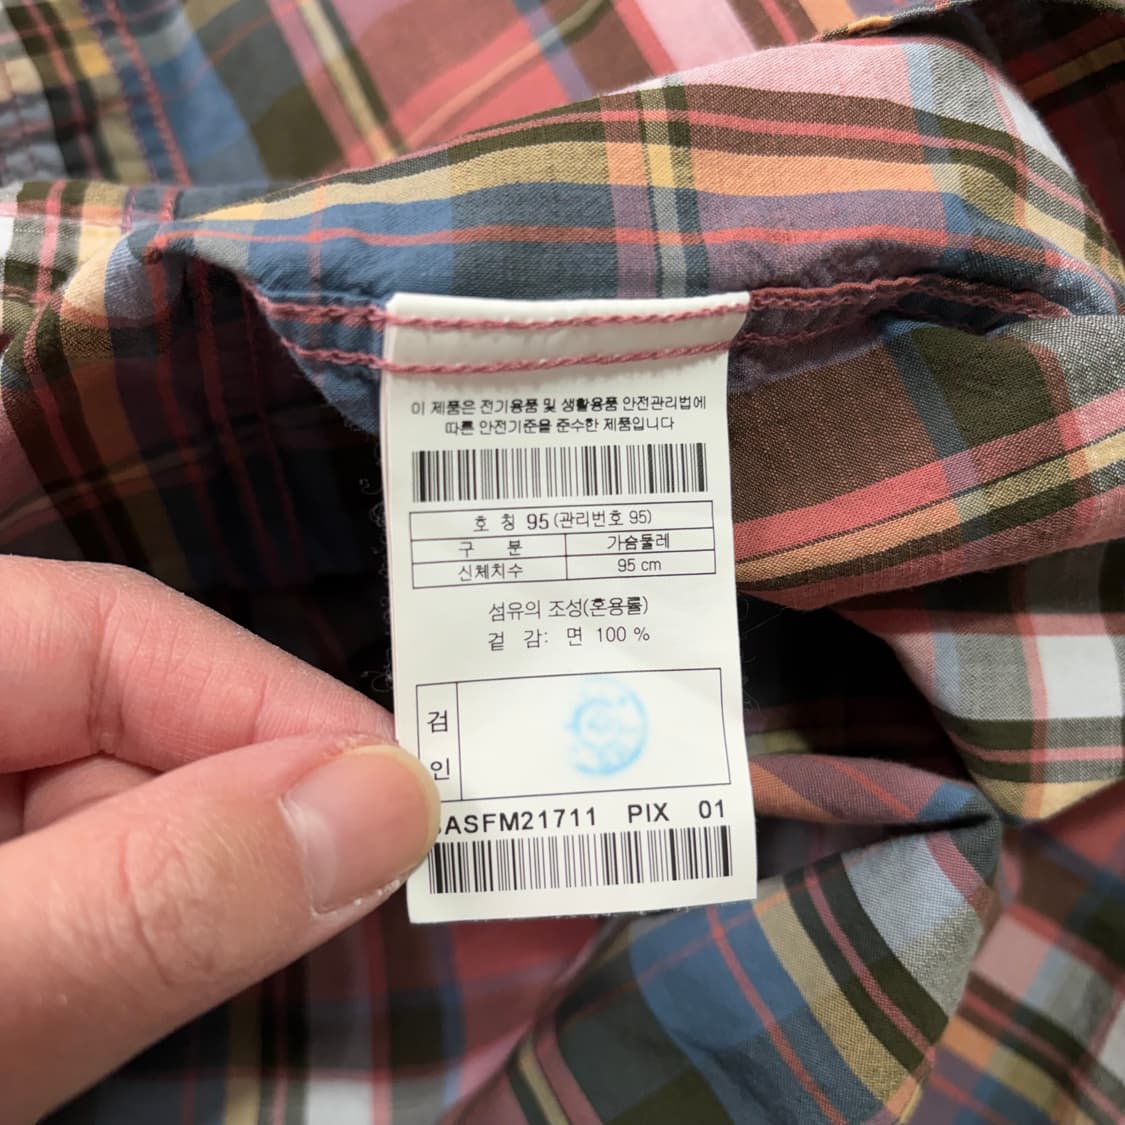 이 제품은 전기용품 및 생활용품 안전관리법에
따른 안전기준을 준수한 제품입니다
호 칭 95 (관리번호 95)
구 분 가슴둘레
신체치수 95 cm
섬유의 조성(혼용률)
겉 감: 면 100 %
검
인
ASFM21711 PIX 01